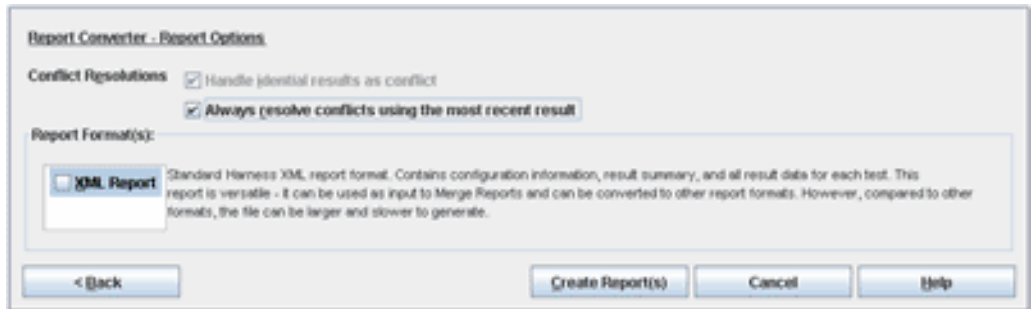 Report Converter - Report Options
Conflict Resolutions
Handle idential results as conflict
Always resolve conflicts using the most recent result
Report Format(s):
XML Report
Standard Harness XML report format. Contains configuration information, result summary, and all result data for each test. This
report is versatile - it can be used as input to Merge Reports and can be converted to other report formats. However, compared to other
formats, the file can be larger and slower to generate.
< Back
Create Report(s)
Cancel
Help